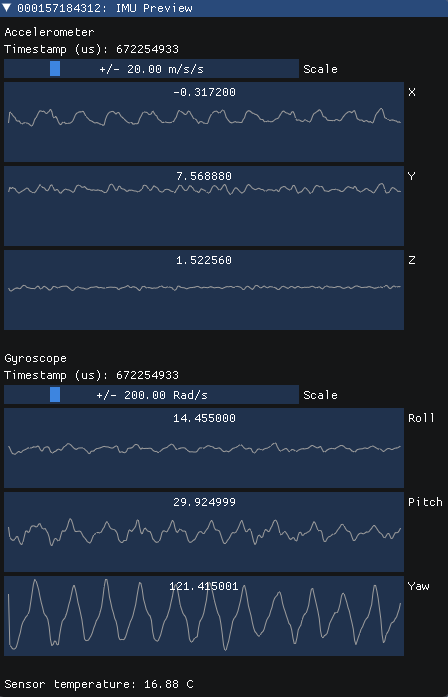 000157184312: IMU Preview
Accelerometer
Timestamp (us): 672254933
+/- 20.00 m/s/s Scale
-0.317200 X
7.568880 Y
1.522560 Z
Gyroscope
Timestamp (us): 672254933
+/- 200.00 Rad/s Scale
14.455000 Roll
29.924999 Pitch
121.415001 Yaw
Sensor temperature: 16.88 C